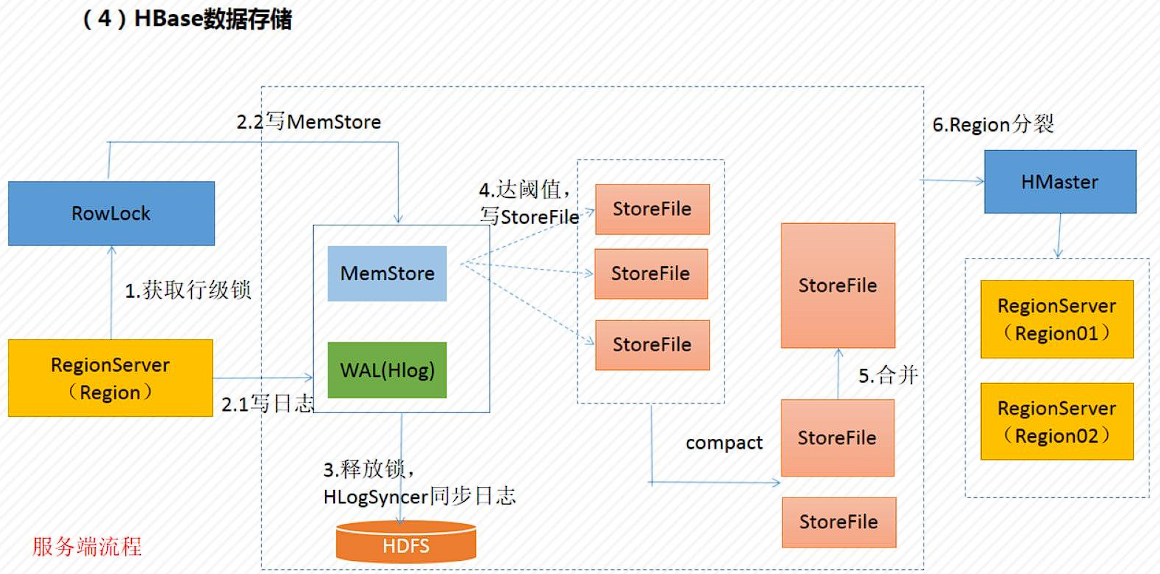 （4）HBase数据存储
2.2写MemStore
6.Region分裂
RowLock
4.达阈值，
写StoreFile
StoreFile
HMaster
MemStore
StoreFile
StoreFile
1.获取行级锁
RegionServer
（Region01）
StoreFile
RegionServer
（Region）
WAL(Hlog)
5.合并
2.1写日志
RegionServer
（Region02）
StoreFile
compact
3.释放锁，
HLogSyncer同步日志
StoreFile
HDFS
服务端流程